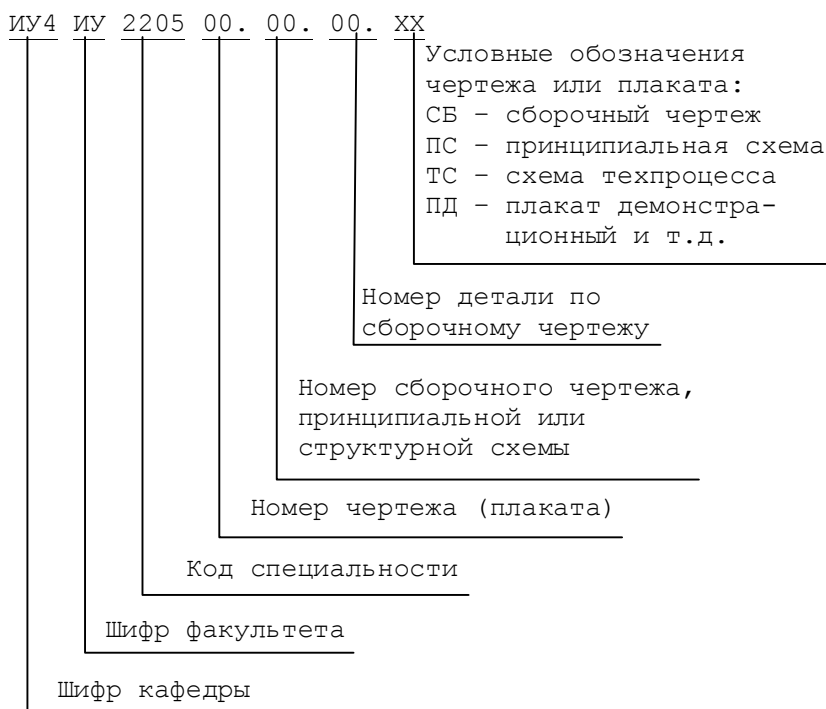 ИУ4 ИУ 2205 00. 00. 00. ХХ
Условные обозначения
чертежа или плаката:
СБ – сборочный чертеж
ПС – принципиальная схема
ТС – схема техпроцесса
ПД – плакат демонстра-
ционный и т.д.
Номер детали по
сборочному чертежу
Номер сборочного чертежа,
принципиальной или
структурной схемы
Номер чертежа (плаката)
Код специальности
Шифр факультета
Шифр кафедры